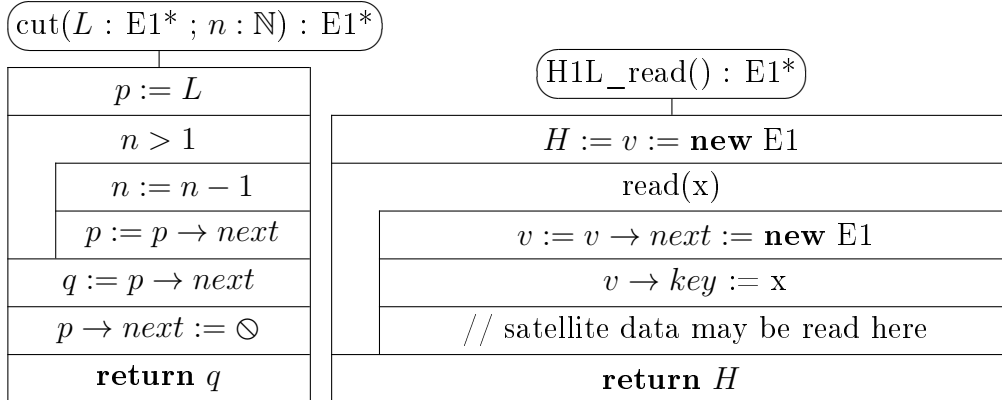 cut(L : E1* ; n : ℕ) : E1*
p := L
n > 1
n := n − 1
p := p → next
q := p → next
p → next := ⦸
return q
H1L_read() : E1*
H := v := new E1
read(x)
v := v → next := new E1
v → key := x
// satellite data may be read here
return H